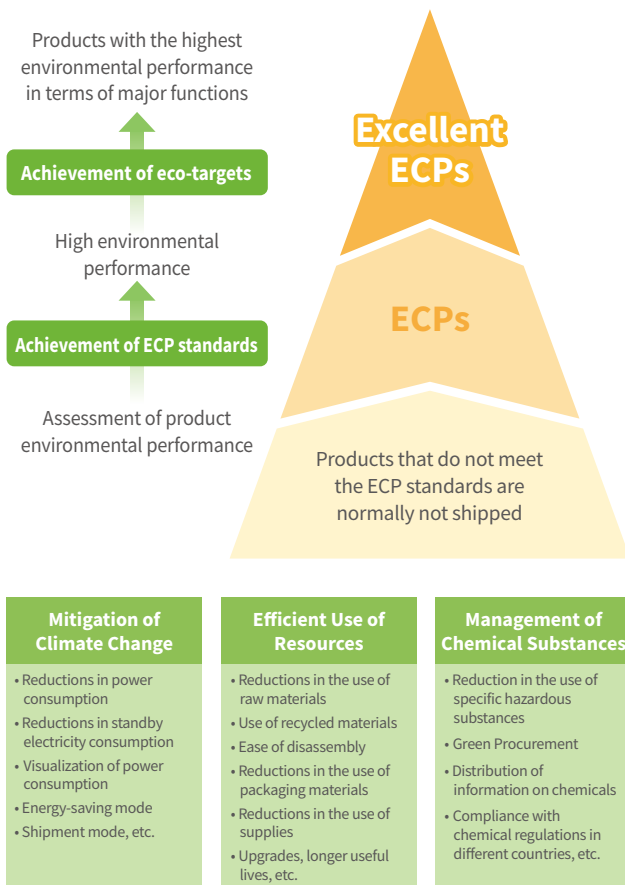 Products with the highest
environmental performance
in terms of major functions
Achievement of eco-targets
High environmental
performance
Achievement of ECP standards
Assessment of product
environmental performance
Excellent
ECPs
ECPs
Products that do not meet
the ECP standards are
normally not shipped
Mitigation of
Climate Change
• Reductions in power
consumption
• Reductions in standby
electricity consumption
• Visualization of power
consumption
• Energy-saving mode
• Shipment mode, etc.
Efficient Use of
Resources
• Reductions in the use of
raw materials
• Use of recycled materials
• Ease of disassembly
• Reductions in the use of
packaging materials
• Reductions in the use of
supplies
• Upgrades, longer useful
lives, etc.
Management of
Chemical Substances
• Reduction in the use of
specific hazardous
substances
• Green Procurement
• Distribution of
information on chemicals
• Compliance with
chemical regulations in
different countries, etc.